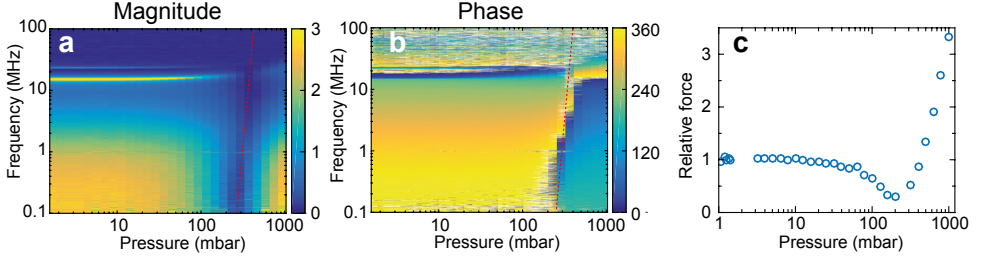 Magnitude
Phase
a
b
c
Frequency (MHz)
100
10
1
0.1
10
100
1000
Pressure (mbar)
3
2
1
0
Frequency (MHz)
100
10
1
0.1
10
100
1000
Pressure (mbar)
360
240
120
0
Relative force
3
2
1
0
1
10
100
1000
Pressure (mbar)